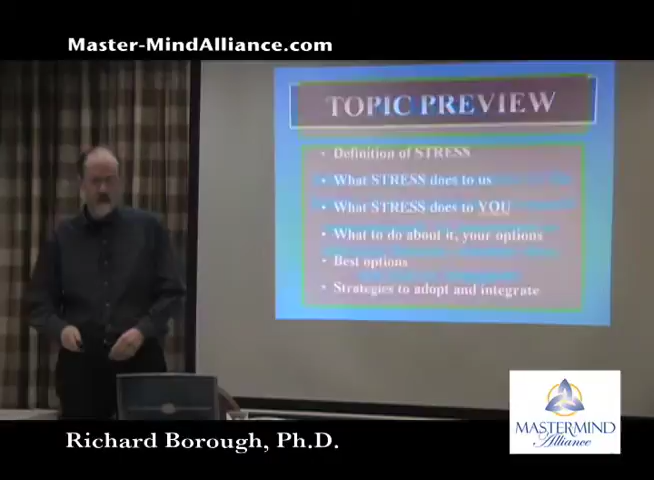 Master-MindAlliance.com
TOPIC PREVIEW
• Definition of STRESS
• What STRESS does to us
• What STRESS does to YOU
• What to do about it, your options
• Best options
• Strategies to adopt and integrate
MASTERMIND
Alliance
Richard Borough, Ph.D.